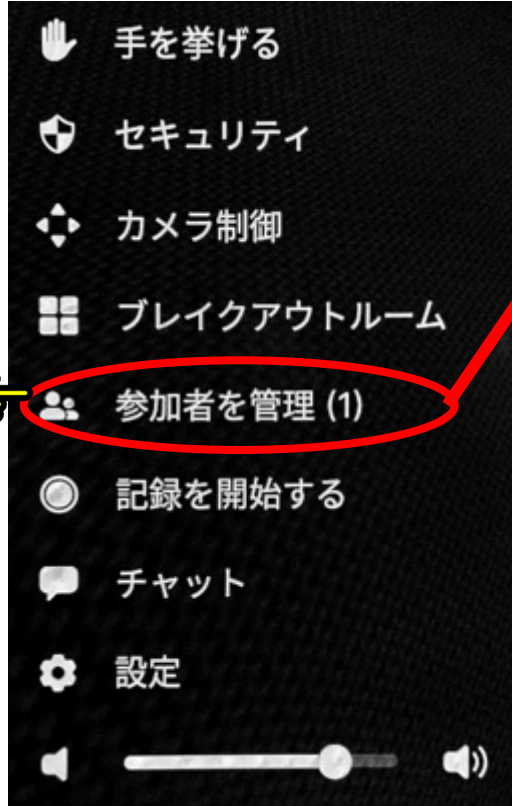 手を挙げる
セキュリティ
カメラ制御
ブレイクアウトルーム
参加者を管理 (1)
記録を開始する
チャット
設定